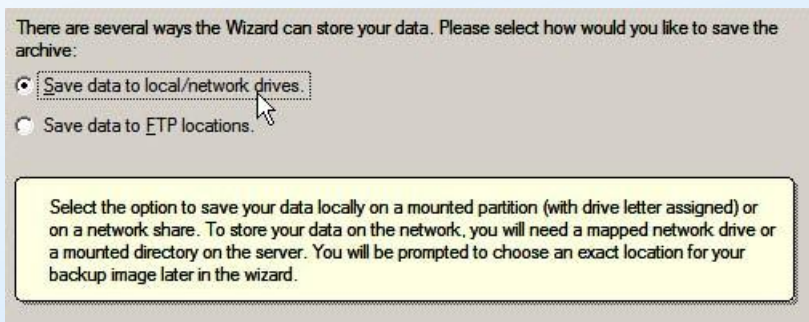 There are several ways the Wizard can store your data. Please select how would you like to save the
archive:
Save data to local/network drives.
Save data to FTP locations.
Select the option to save your data locally on a mounted partition (with drive letter assigned) or
on a network share. To store your data on the network, you will need a mapped network drive or
a mounted directory on the server. You will be prompted to choose an exact location for your
backup image later in the wizard.